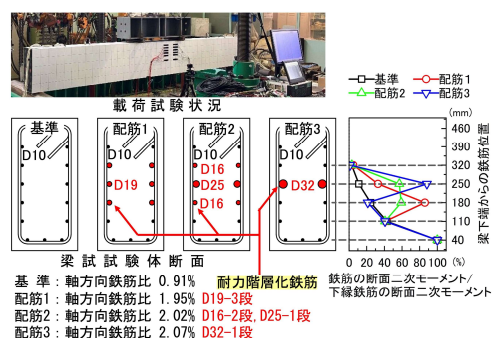 載荷試験状況
基準
配筋1
配筋2
配筋3
D10
D10
D10
D10
D19
D16
D25
D16
D32
梁試試験体断面
耐力階層化鉄筋
基 準：軸方向鉄筋比 0.91%
配筋1：軸方向鉄筋比 1.95% D19-3段
配筋2：軸方向鉄筋比 2.02% D16-2段,D25-1段
配筋3：軸方向鉄筋比 2.07% D32-1段
基準 配筋1
配筋2 配筋3
(mm)
460
390
320
250
180
110
40
梁下端からの鉄筋位置
0 20 40 60 80 100 (%)
鉄筋の断面二次モーメント/
下縁鉄筋の断面二次モーメント